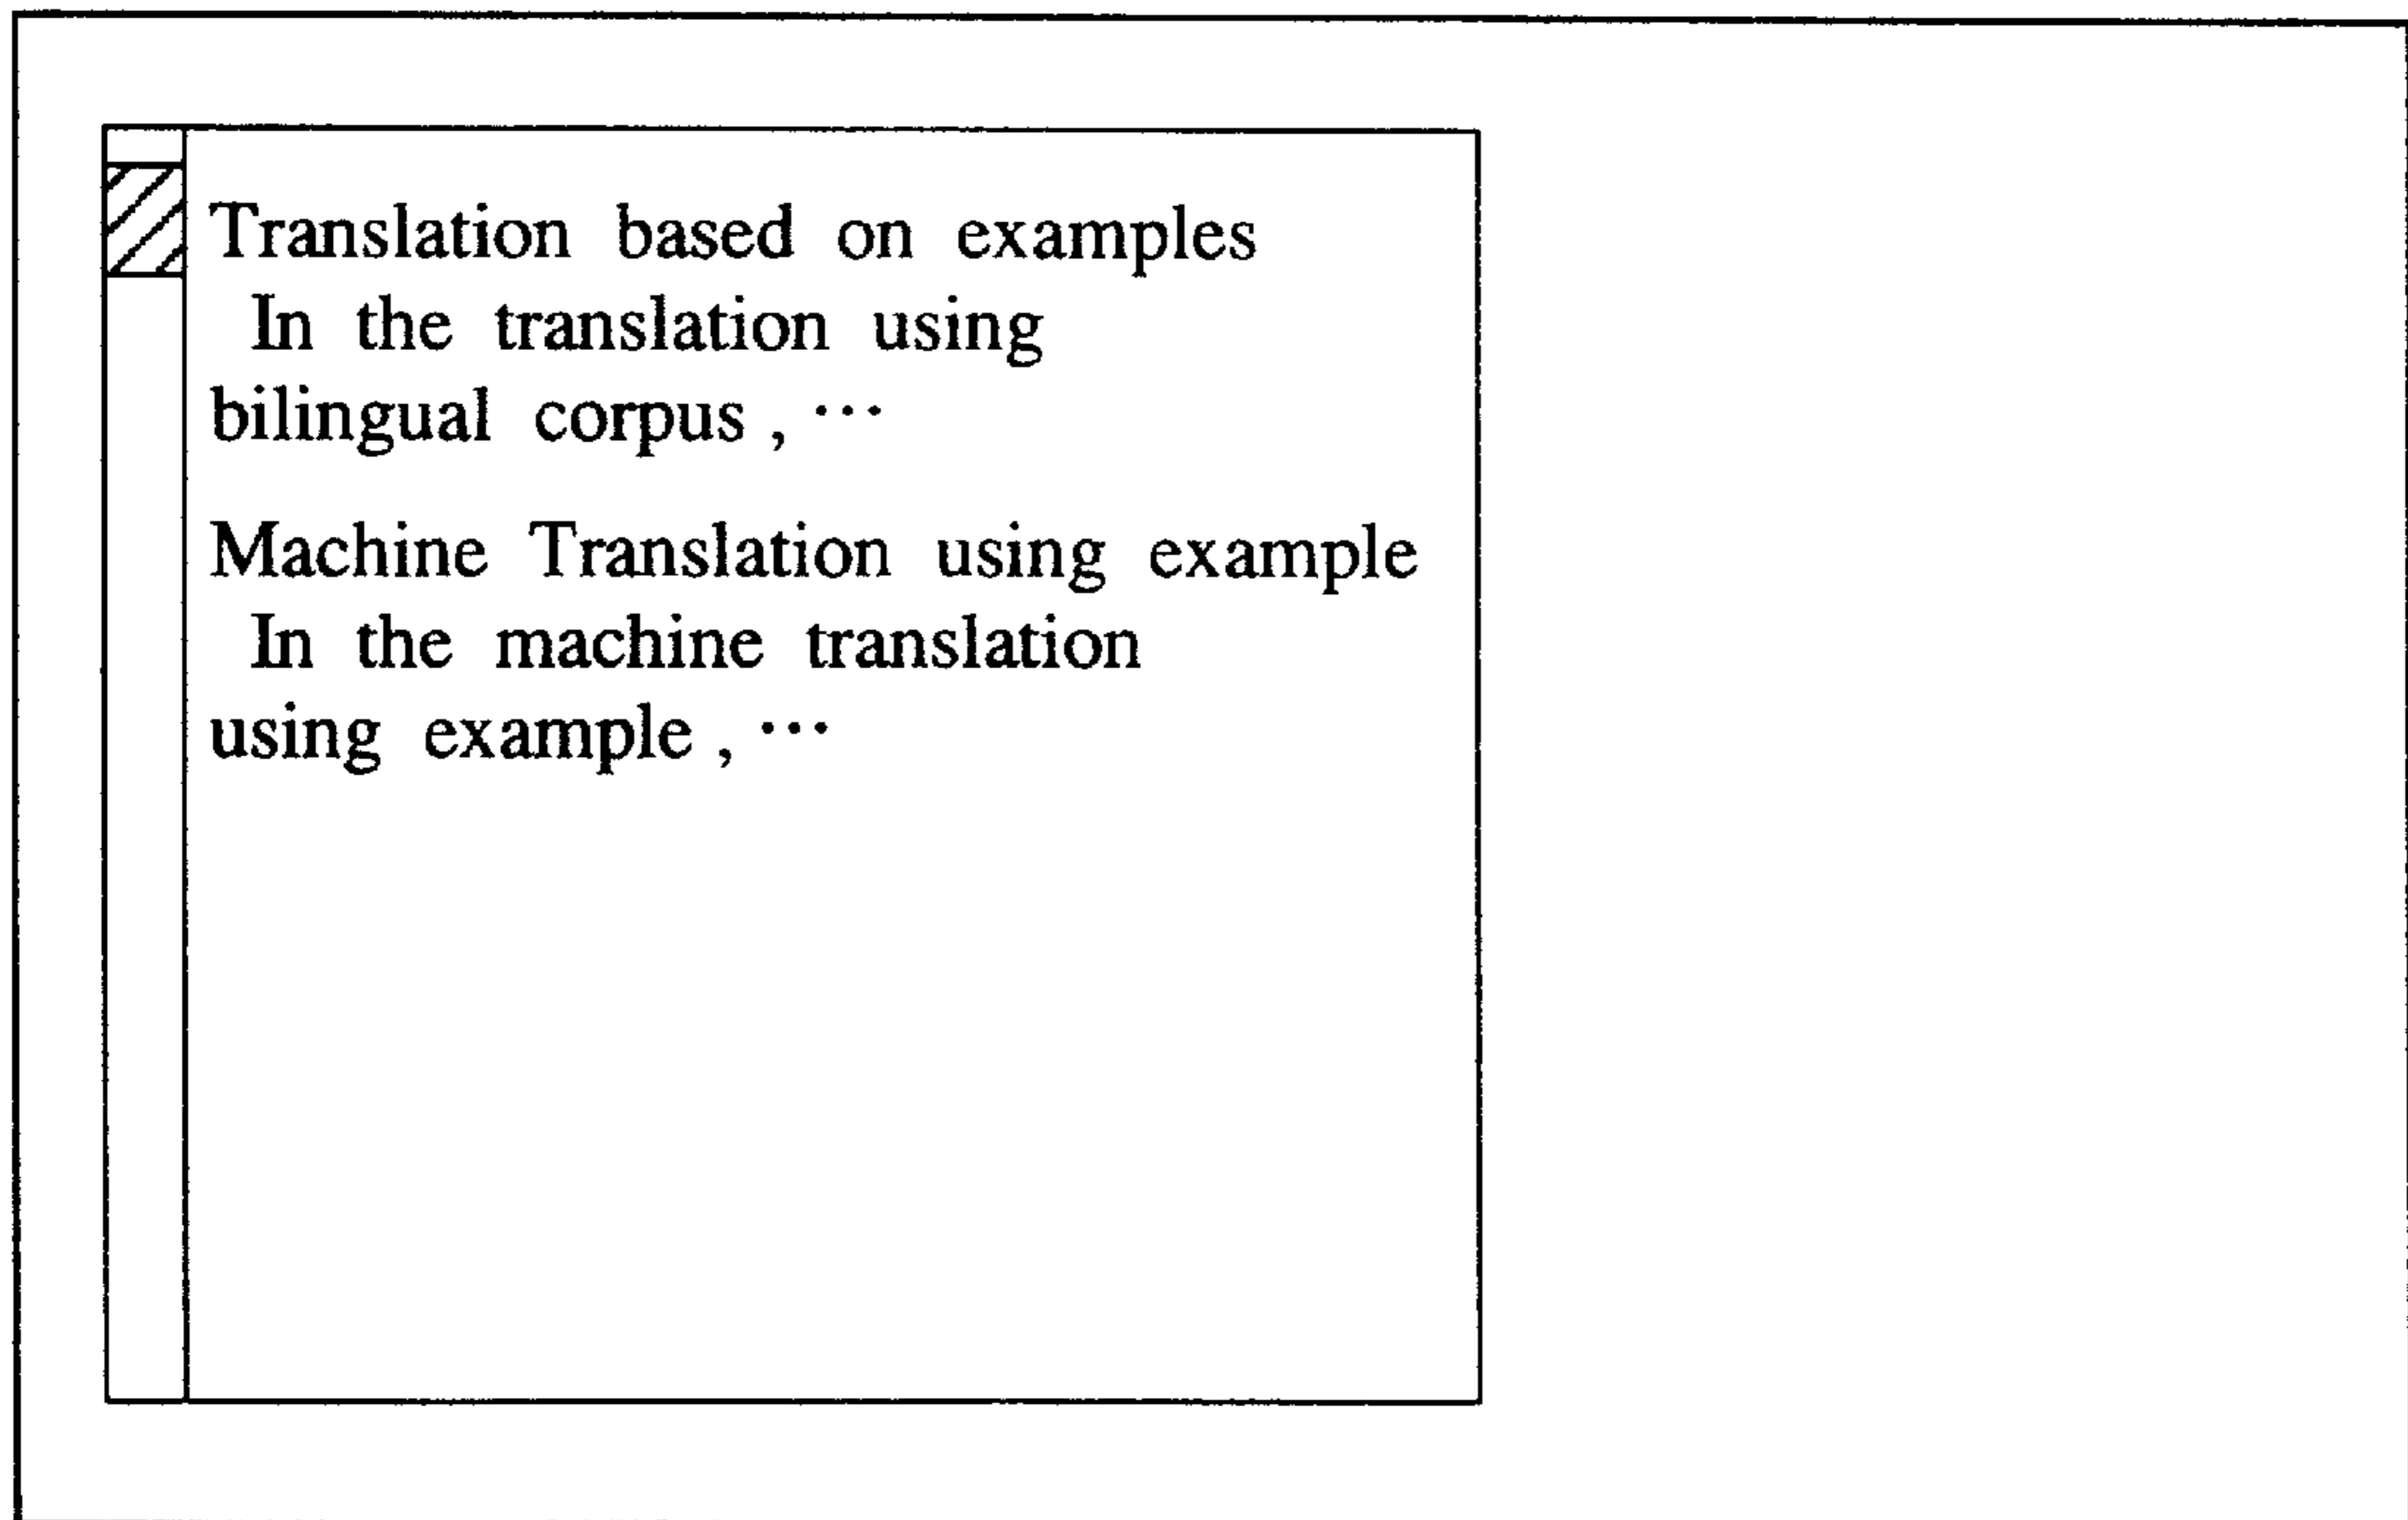 Translation based on examples
In the translation using
bilingual corpus , ···
Machine Translation using example
In the machine translation
using example , ···